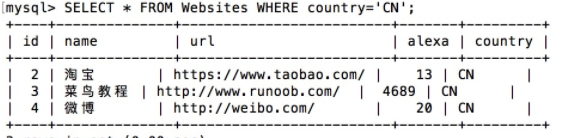 mysql> SELECT * FROM Websites WHERE country='CN';
+----+--------------+---------------------------+-------+---------+
| id | name | url | alexa | country |
+----+--------------+---------------------------+-------+---------+
| 2 | 淘宝 | https://www.taobao.com/ | 13 | CN |
| 3 | 菜鸟教程 | http://www.runoob.com/ | 4689 | CN |
| 4 | 微博 | http://weibo.com/ | 20 | CN |
+----+--------------+---------------------------+-------+---------+